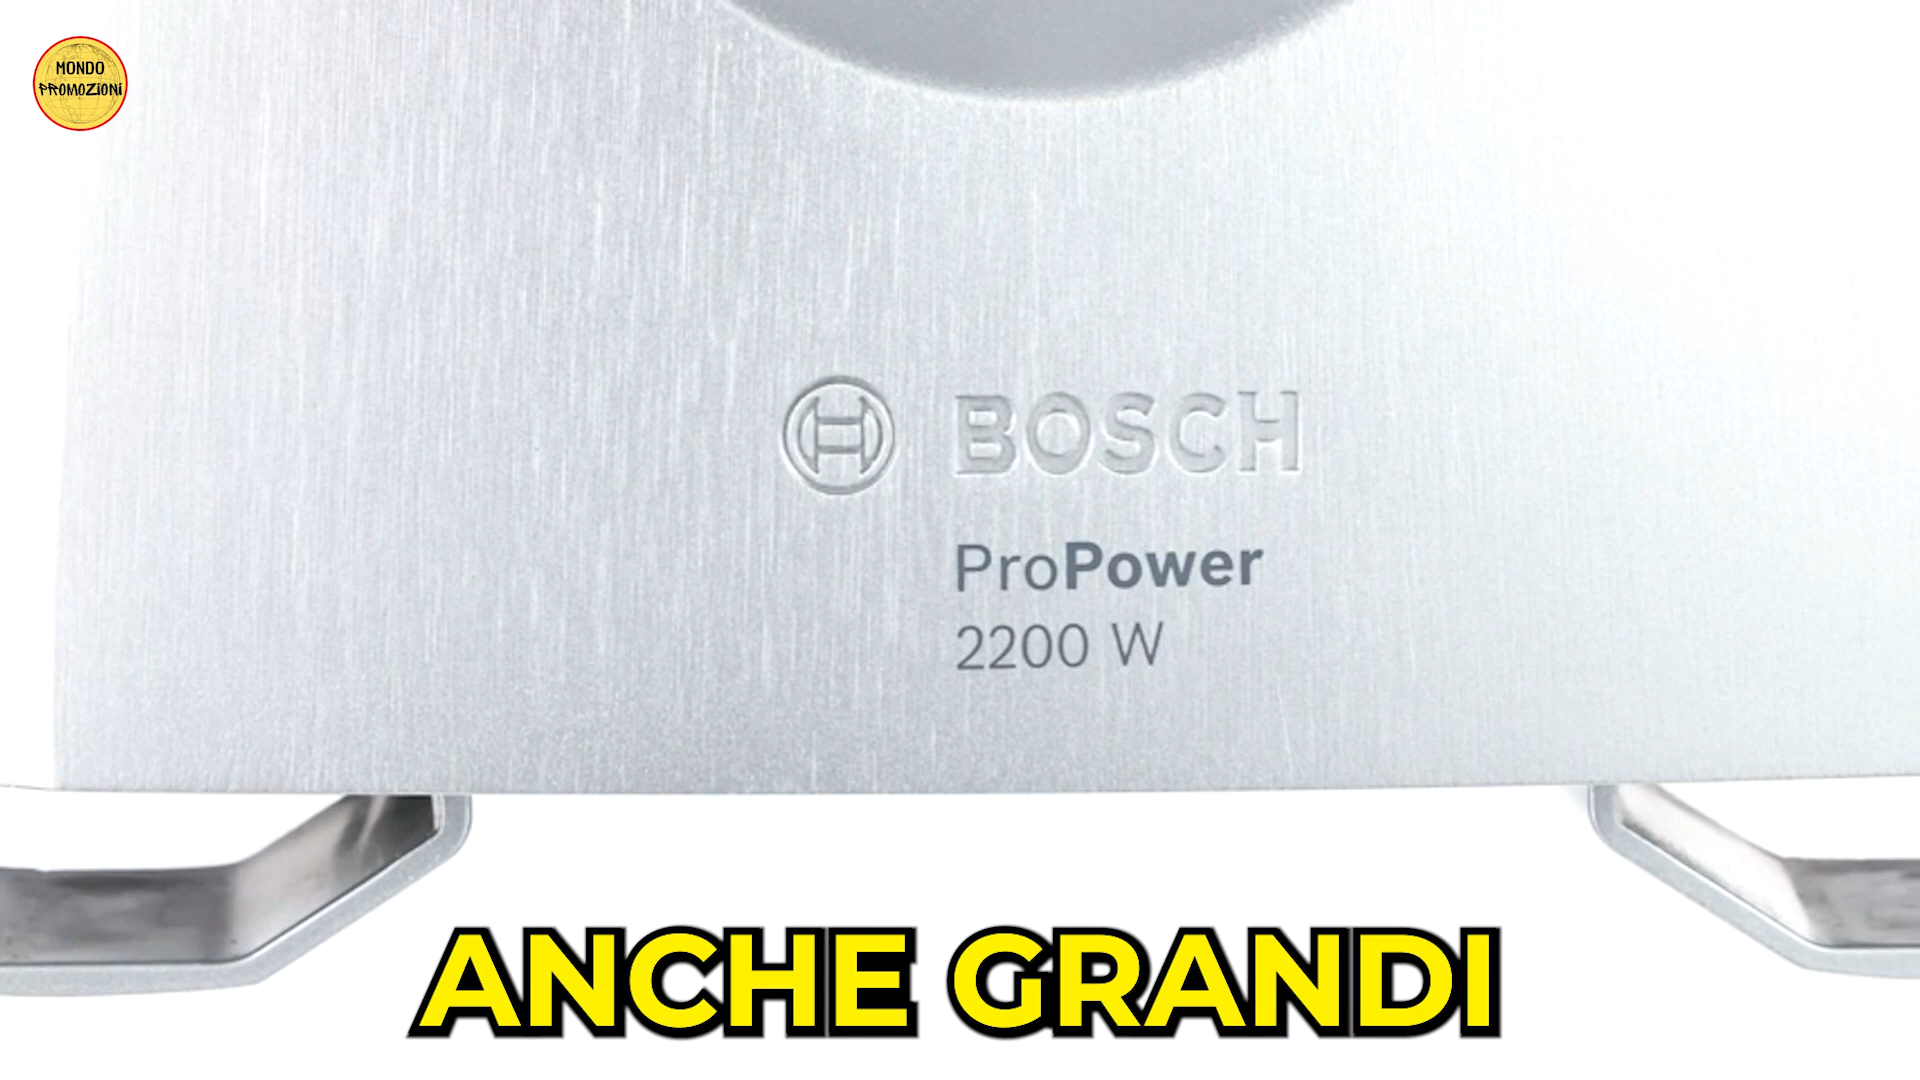 MONDO
PROMOZIONI
BOSCH
ProPower
2200 W
ANCHE GRANDI